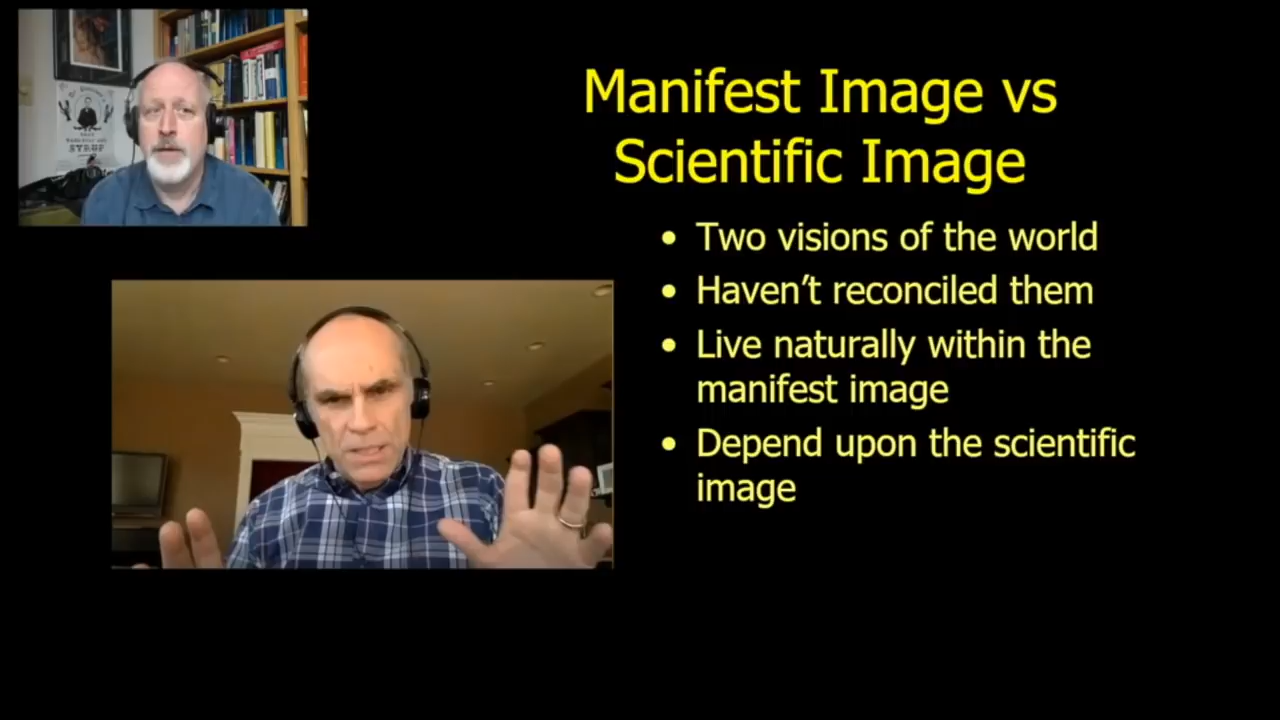 SYRUP
Manifest Image vs
Scientific Image
• Two visions of the world
• Haven't reconciled them
• Live naturally within the
manifest image
• Depend upon the scientific
image